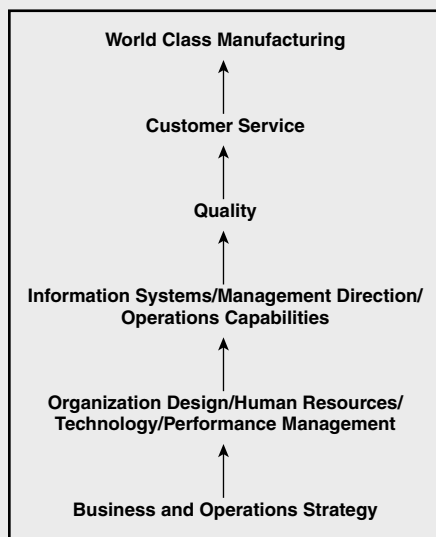 World Class Manufacturing
Customer Service
Quality
Information Systems/Management Direction/
Operations Capabilities
Organization Design/Human Resources/
Technology/Performance Management
Business and Operations Strategy